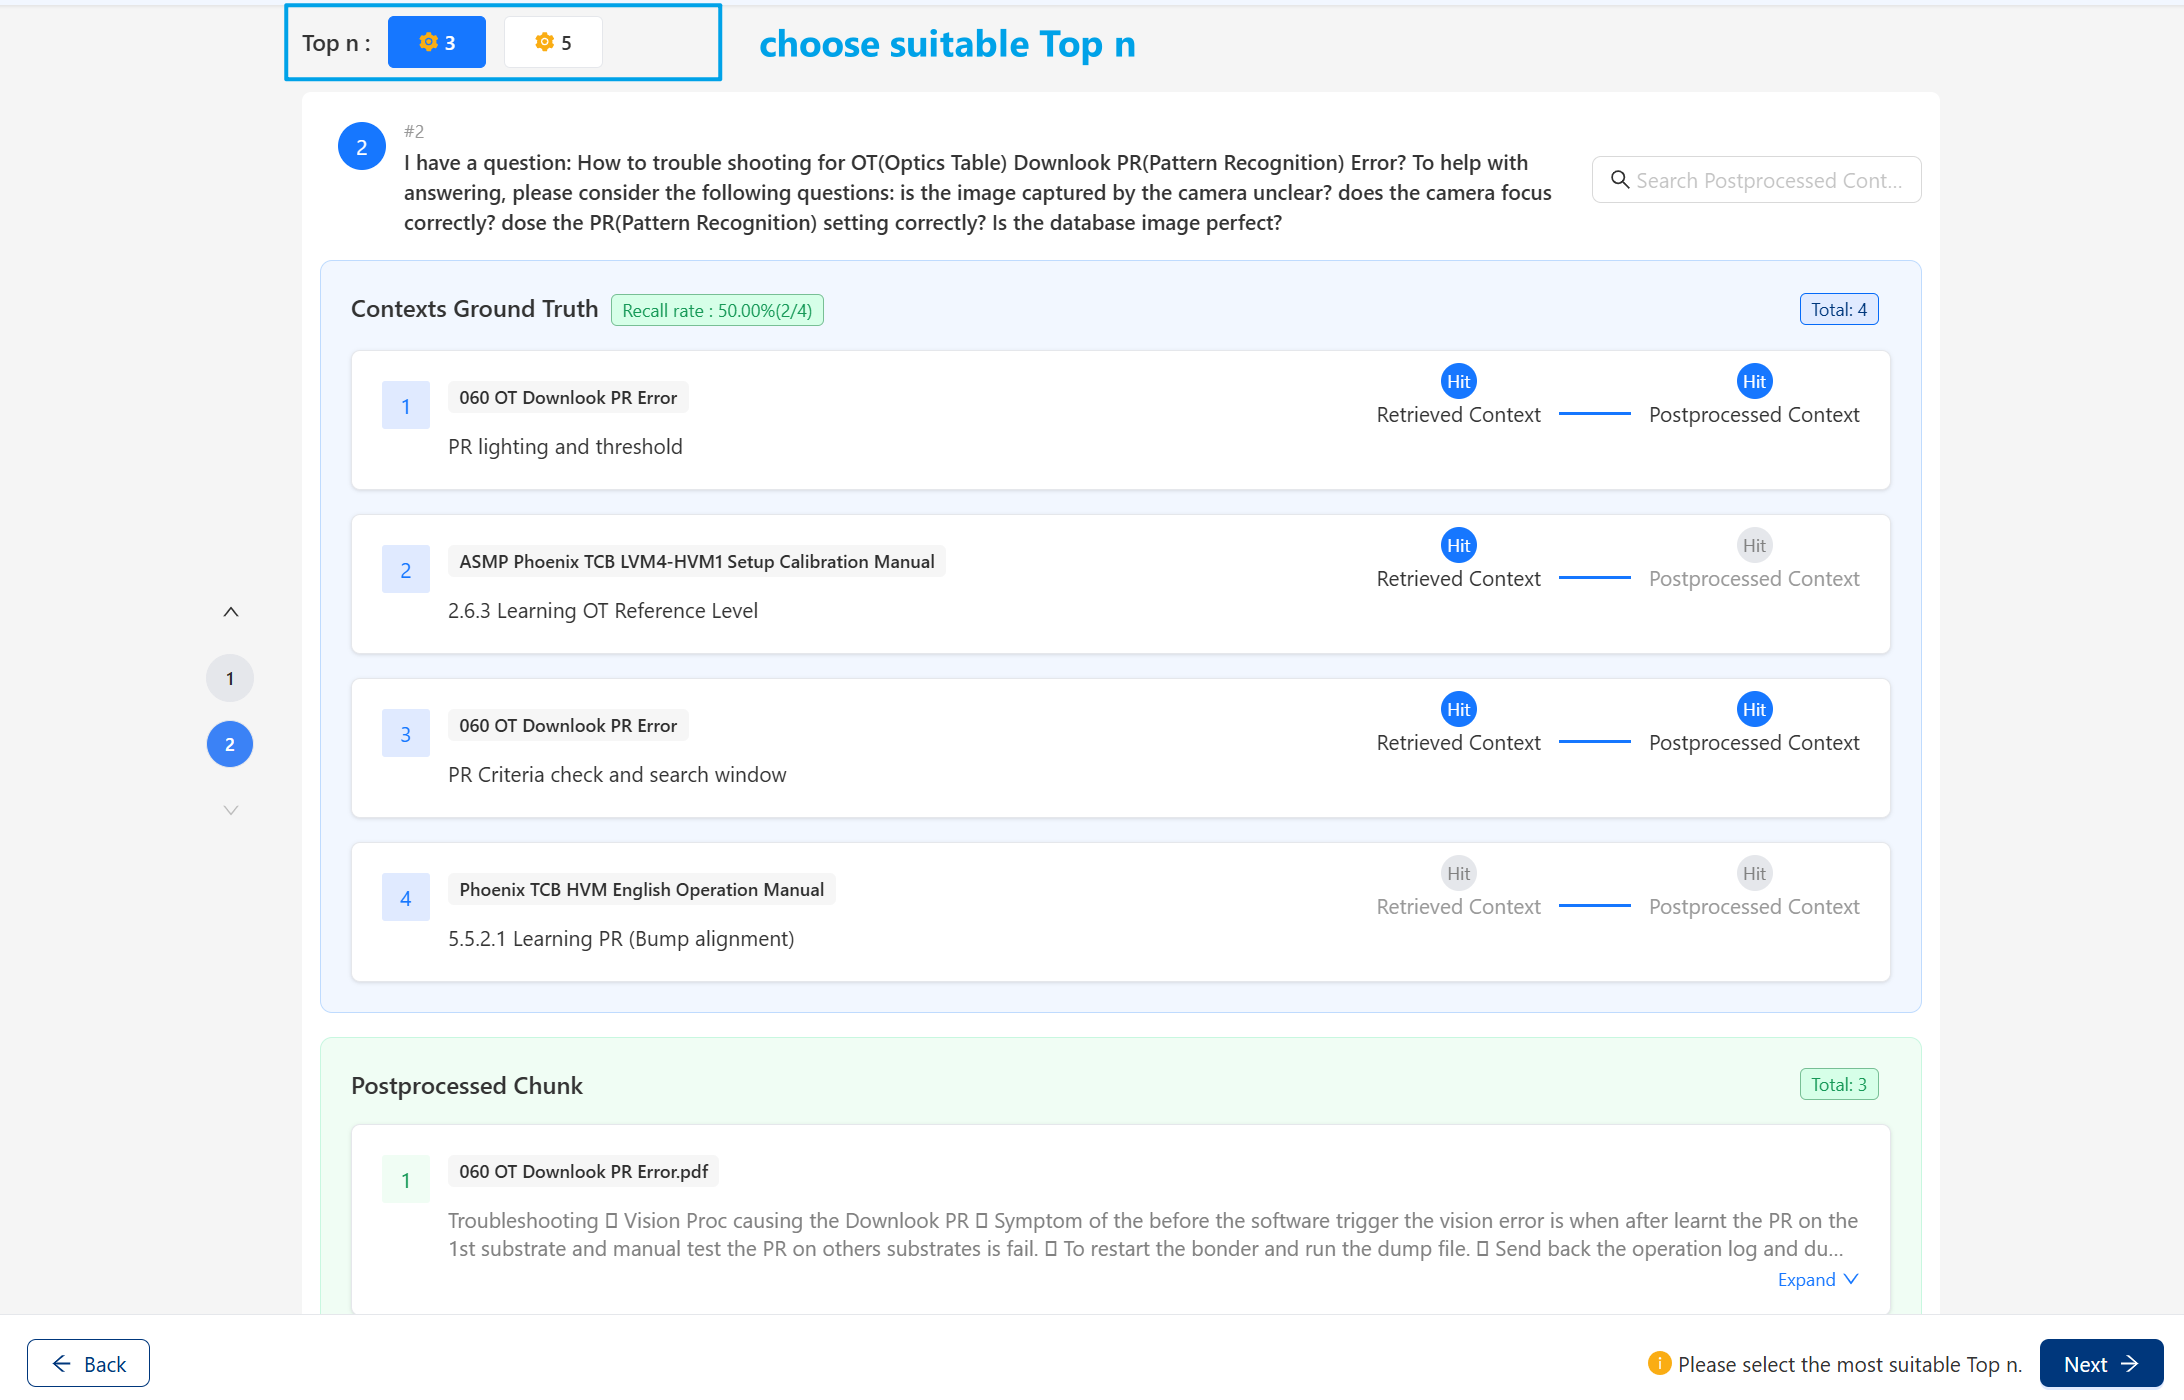 Top n :
3
5
choose suitable Top n
2
#2
I have a question: How to trouble shooting for OT(Optics Table) Downlook PR(Pattern Recognition) Error? To help with
answering, please consider the following questions: is the image captured by the camera unclear? does the camera focus
correctly? dose the PR(Pattern Recognition) setting correctly? Is the database image perfect?
Search Postprocessed Cont...
Contexts Ground Truth
Recall rate : 50.00%(2/4)
Total: 4
1
060 OT Downlook PR Error
PR lighting and threshold
Hit
Retrieved Context
Hit
Postprocessed Context
2
ASMP Phoenix TCB LVM4-HVM1 Setup Calibration Manual
2.6.3 Learning OT Reference Level
Hit
Retrieved Context
Hit
Postprocessed Context
3
060 OT Downlook PR Error
PR Criteria check and search window
Hit
Retrieved Context
Hit
Postprocessed Context
4
Phoenix TCB HVM English Operation Manual
5.5.2.1 Learning PR (Bump alignment)
Hit
Retrieved Context
Hit
Postprocessed Context
1
2
Postprocessed Chunk
Total: 3
1
060 OT Downlook PR Error.pdf
Troubleshooting  Vision Proc causing the Downlook PR  Symptom of the before the software trigger the vision error is when after learnt the PR on the
1st substrate and manual test the PR on others substrates is fail.  To restart the bonder and run the dump file.  Send back the operation log and du...
Expand
Back
Please select the most suitable Top n.
Next